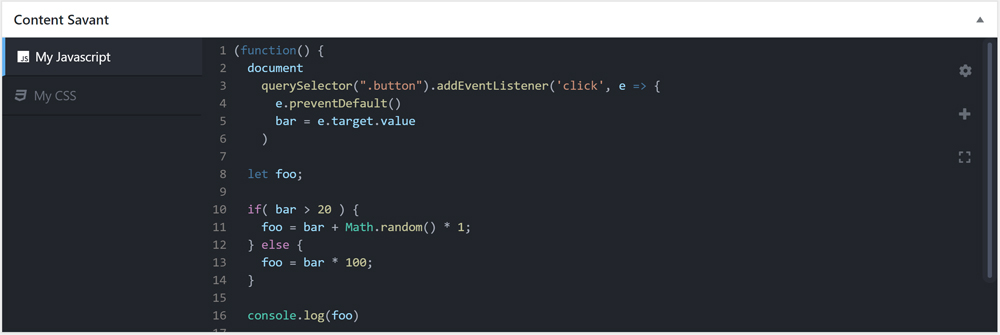 Content Savant
JS My Javascript
My CSS
1 (function() {
2   document
3     querySelector(".button").addEventListener('click', e => {
4       e.preventDefault()
5       bar = e.target.value
6     )
7
8   let foo;
9
10   if( bar > 20 ) {
11     foo = bar + Math.random() * 1;
12   } else {
13     foo = bar * 100;
14   }
15
16   console.log(foo)
17